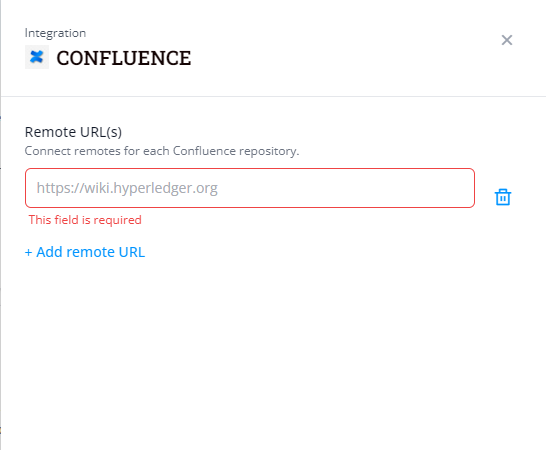 Integration
CONFLUENCE
Remote URL(s)
Connect remotes for each Confluence repository.
https://wiki.hyperledger.org
This field is required
+ Add remote URL